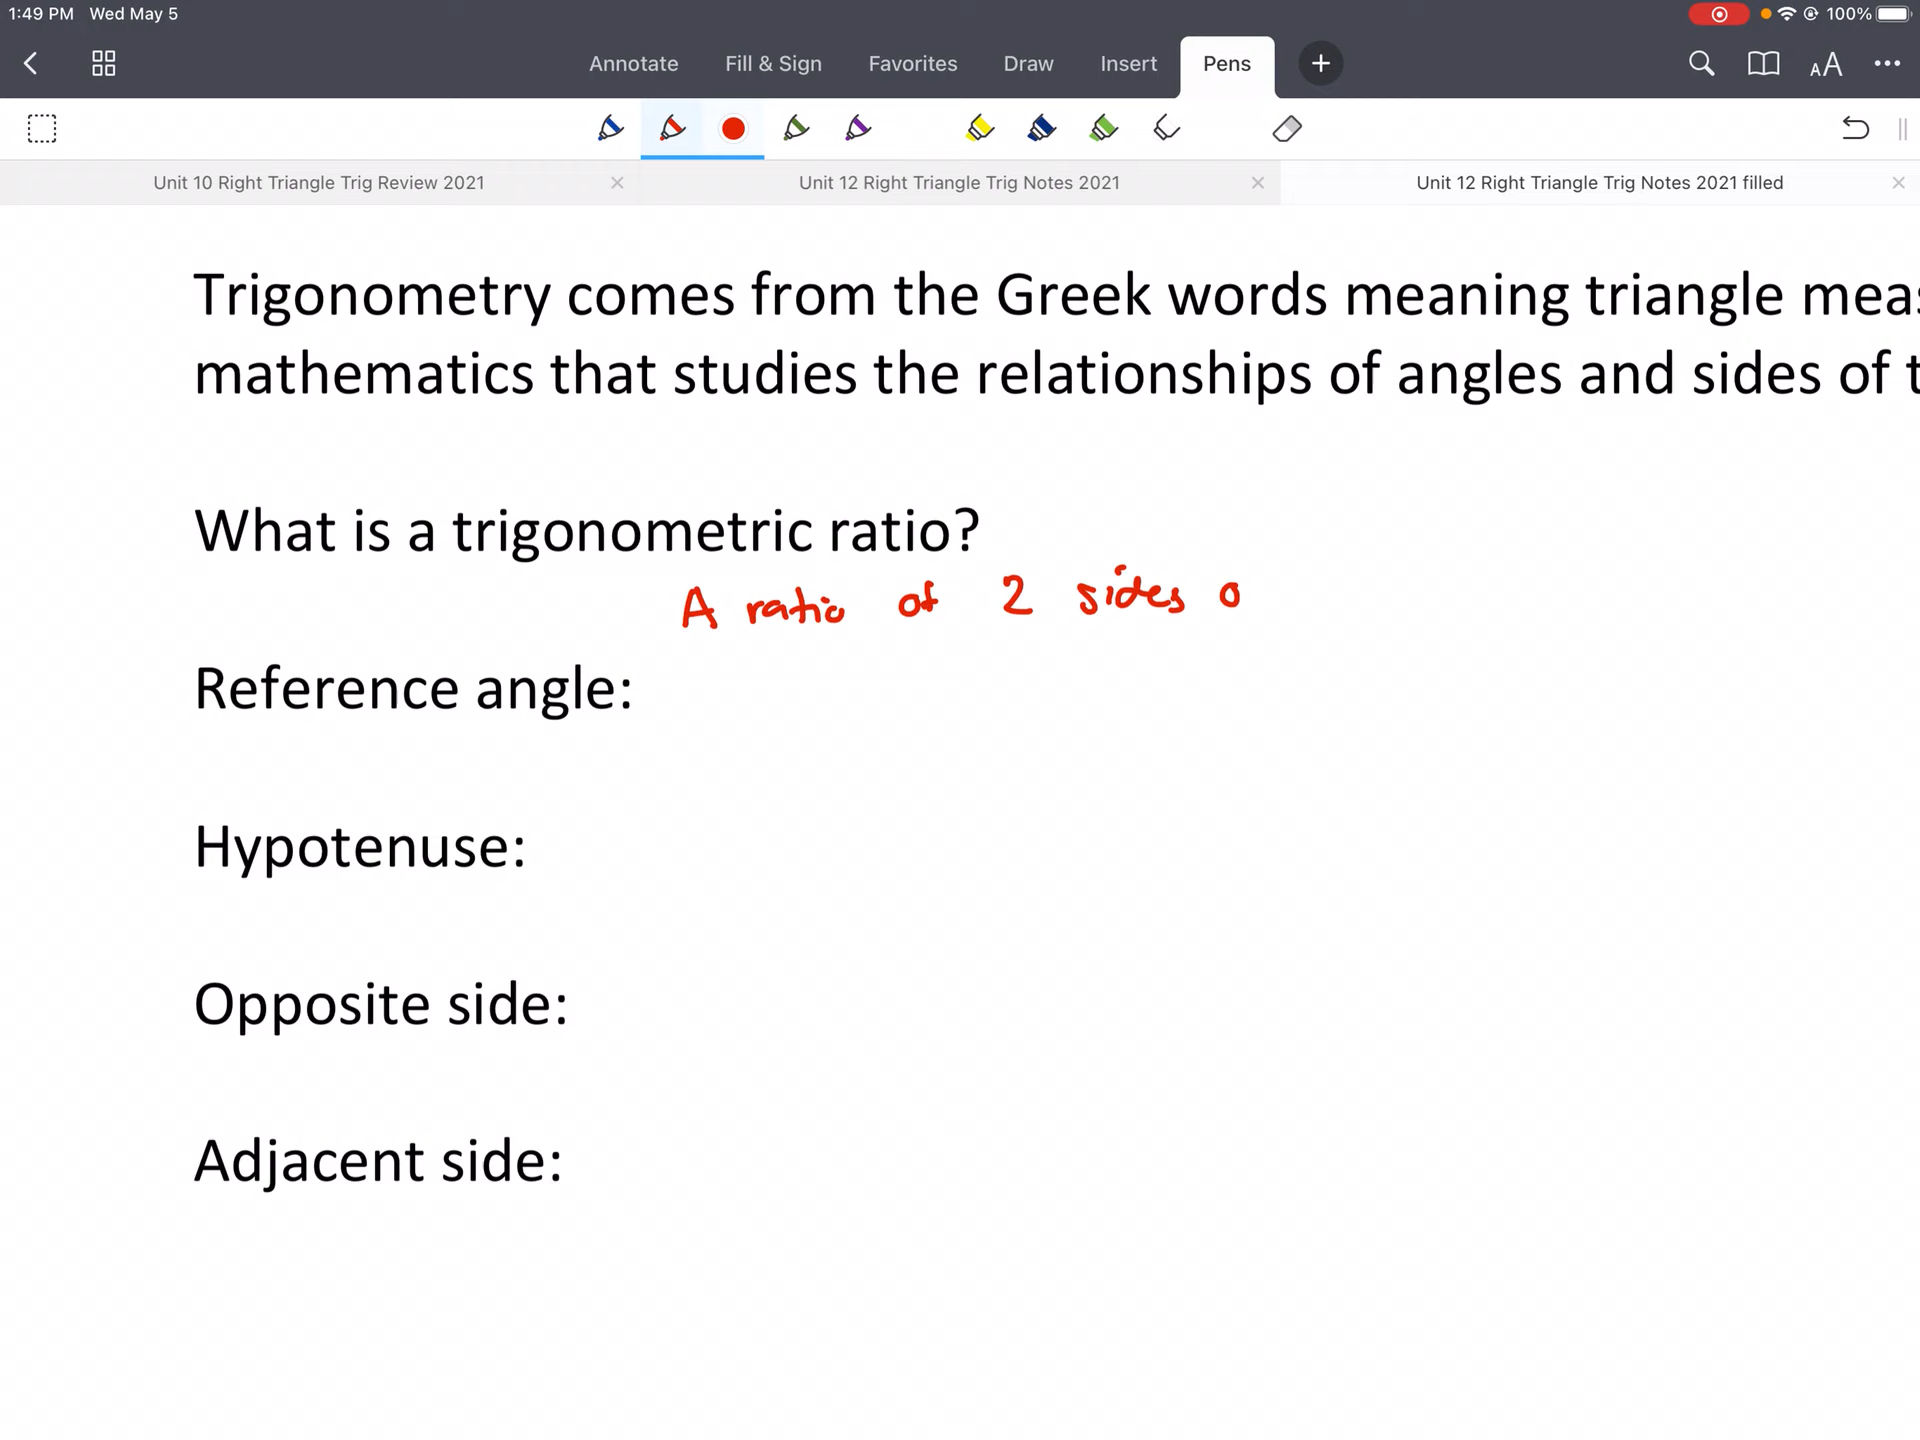 1:49 PM Wed May 5 100%
Annotate Fill & Sign Favorites Draw Insert Pens
AA
Unit 10 Right Triangle Trig Review 2021 Unit 12 Right Triangle Trig Notes 2021 Unit 12 Right Triangle Trig Notes 2021 filled
Trigonometry comes from the Greek words meaning triangle meas
mathematics that studies the relationships of angles and sides of t
What is a trigonometric ratio?
A ratio of 2 sides o
Reference angle:
Hypotenuse:
Opposite side:
Adjacent side: